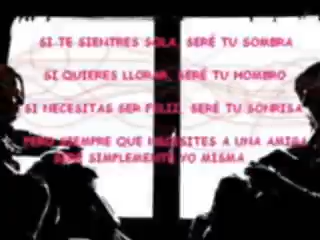 SI TE SIENTRES SOLA, SERÉ TU SOMBRA
SI QUIERES LLORAR, SERÉ TU HOMBRO
SI NECESITAS SER FELIZ, SERÉ TU SONRISA
PERO SIEMPRE QUE NECESITES A UNA AMIGA
SERÉ SIMPLEMENTE YO MISMA